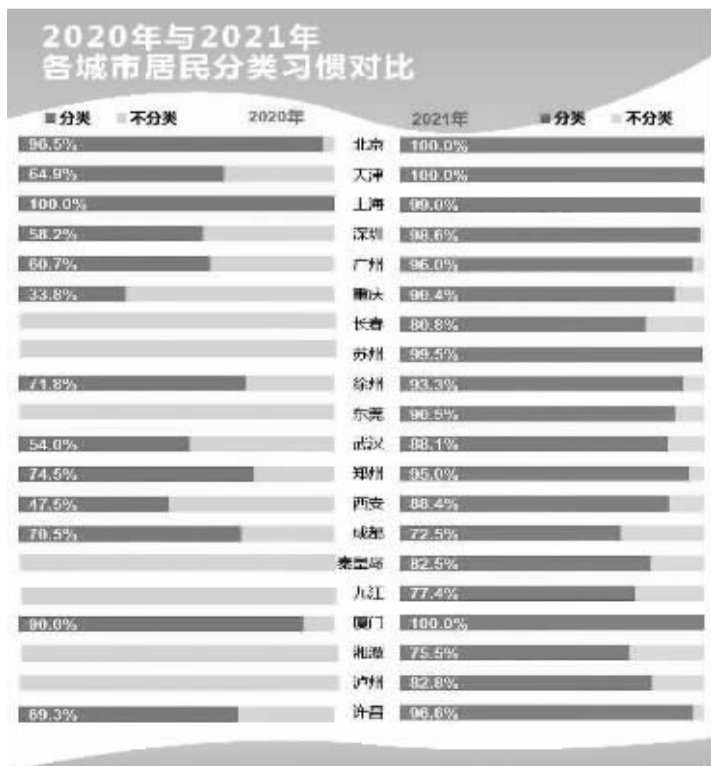 2020年与2021年
各城市居民分类习惯对比
■分类 ■不分类 2020年 2021年 ■分类 ■不分类
96.5% 北京 100.0%
64.9% 天津 100.0%
100.0% 上海 99.0%
58.2% 深圳 98.6%
60.7% 广州 96.0%
33.8% 重庆 90.4%
长春 80.8%
苏州 99.5%
71.8% 徐州 93.3%
东莞 90.5%
54.0% 武汉 88.1%
74.5% 郑州 95.0%
47.5% 西安 88.4%
70.5% 成都 72.5%
秦皇岛 82.5%
九江 77.4%
90.0% 厦门 100.0%
湘潭 75.5%
泸州 82.8%
69.3% 许昌 96.6%